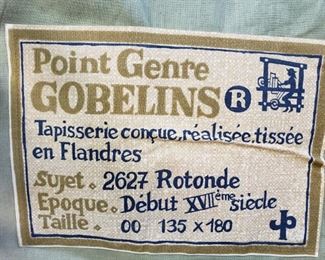 Point Genre
GOBELINS ®
Tapisserie conçue, réalisée, tissée
en Flandres
Sujet . 2627 Rotonde
Epoque . Début XVIIème siècle
Taille . 00 135 x 180